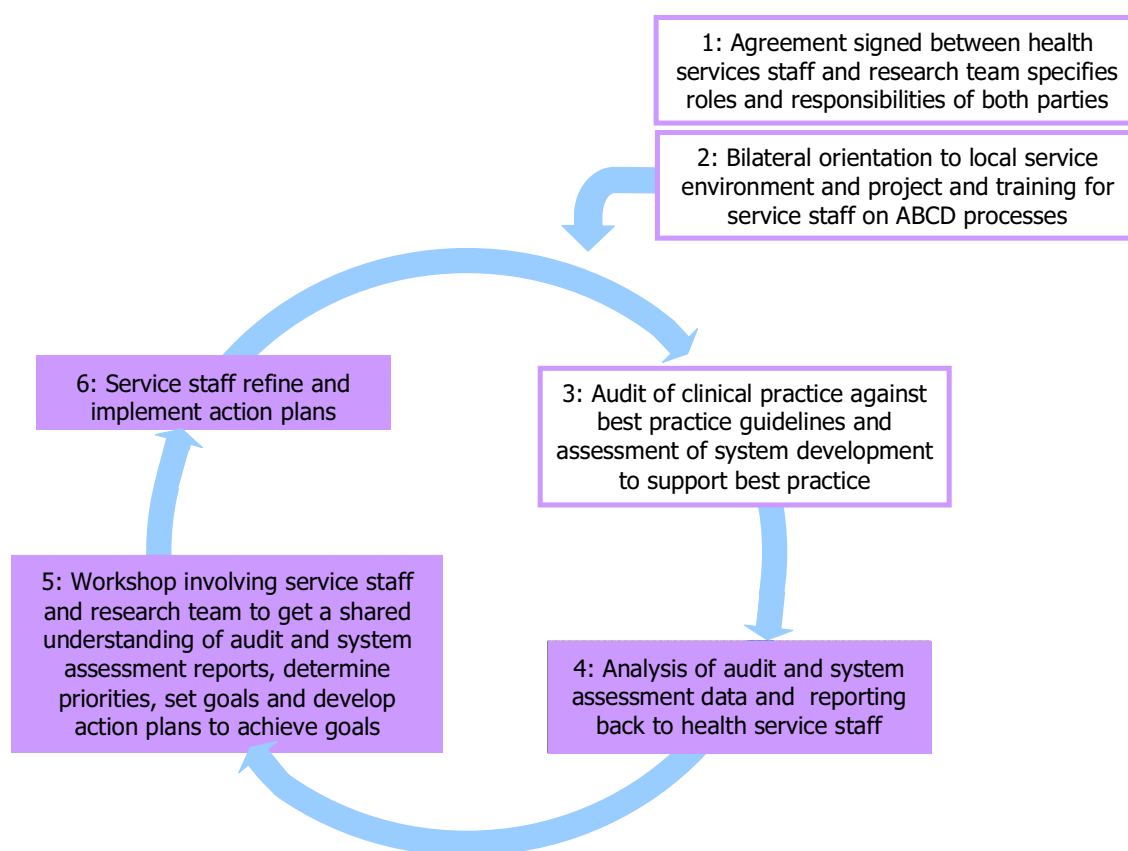 1: Agreement signed between health
services staff and research team specifies
roles and responsibilities of both parties
2: Bilateral orientation to local service
environment and project and training for
service staff on ABCD processes
3: Audit of clinical practice against
best practice guidelines and
assessment of system development
to support best practice
4: Analysis of audit and system
assessment data and  reporting
back to health service staff
5: Workshop involving service staff
and research team to get a shared
understanding of audit and system
assessment reports, determine
priorities, set goals and develop
action plans to achieve goals
6: Service staff refine and
implement action plans